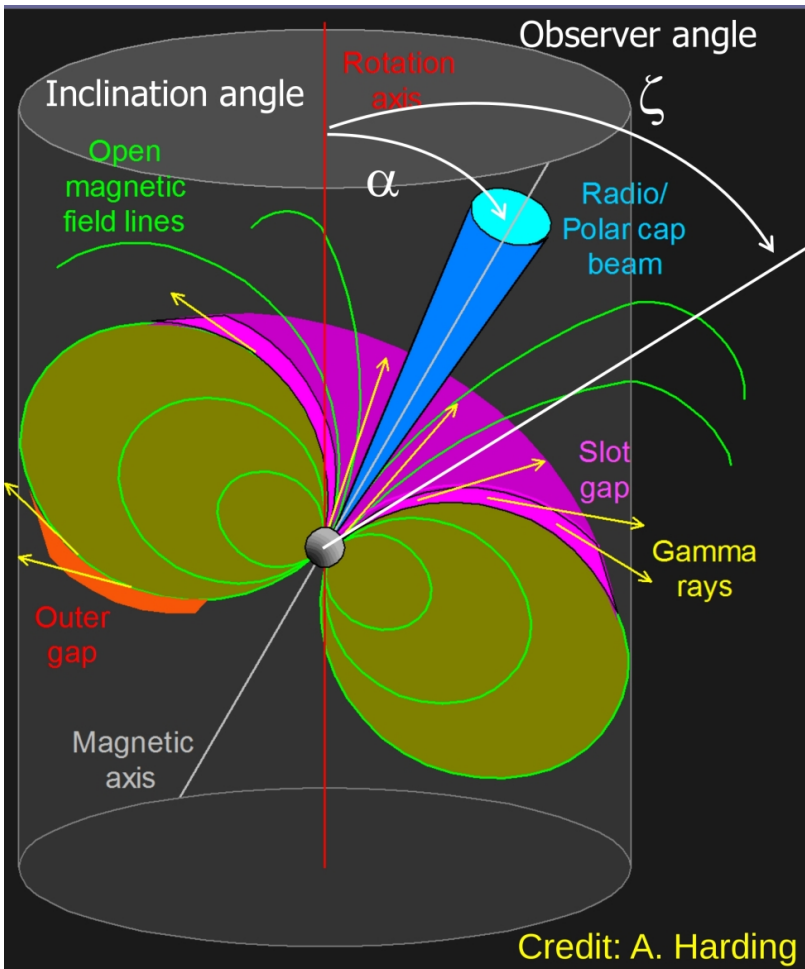 Observer angle
Rotation
axis
Inclination angle
ζ
Open
magnetic
field lines
α
Radio/
Polar cap
beam
Slot
gap
Gamma
rays
Outer
gap
Magnetic
axis
Credit: A. Harding